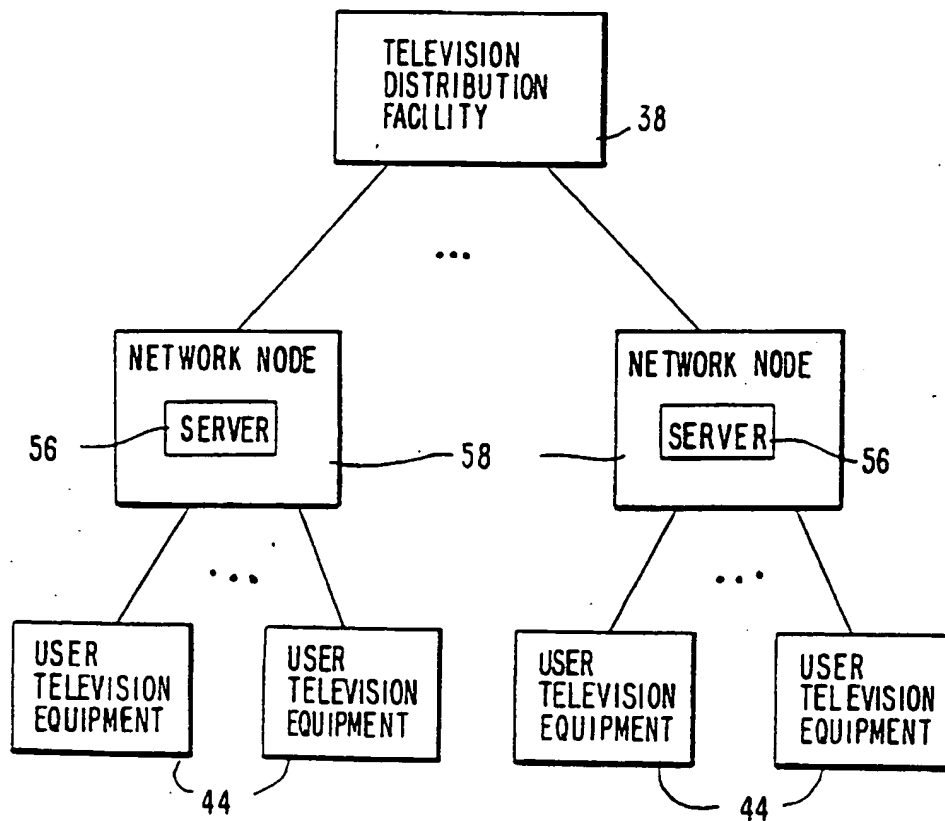 TELEVISION
DISTRIBUTION
FACILITY
38
NETWORK NODE
SERVER
56
58
NETWORK NODE
SERVER
56
USER
TELEVISION
EQUIPMENT
USER
TELEVISION
EQUIPMENT
44
USER
TELEVISION
EQUIPMENT
USER
TELEVISION
EQUIPMENT
44